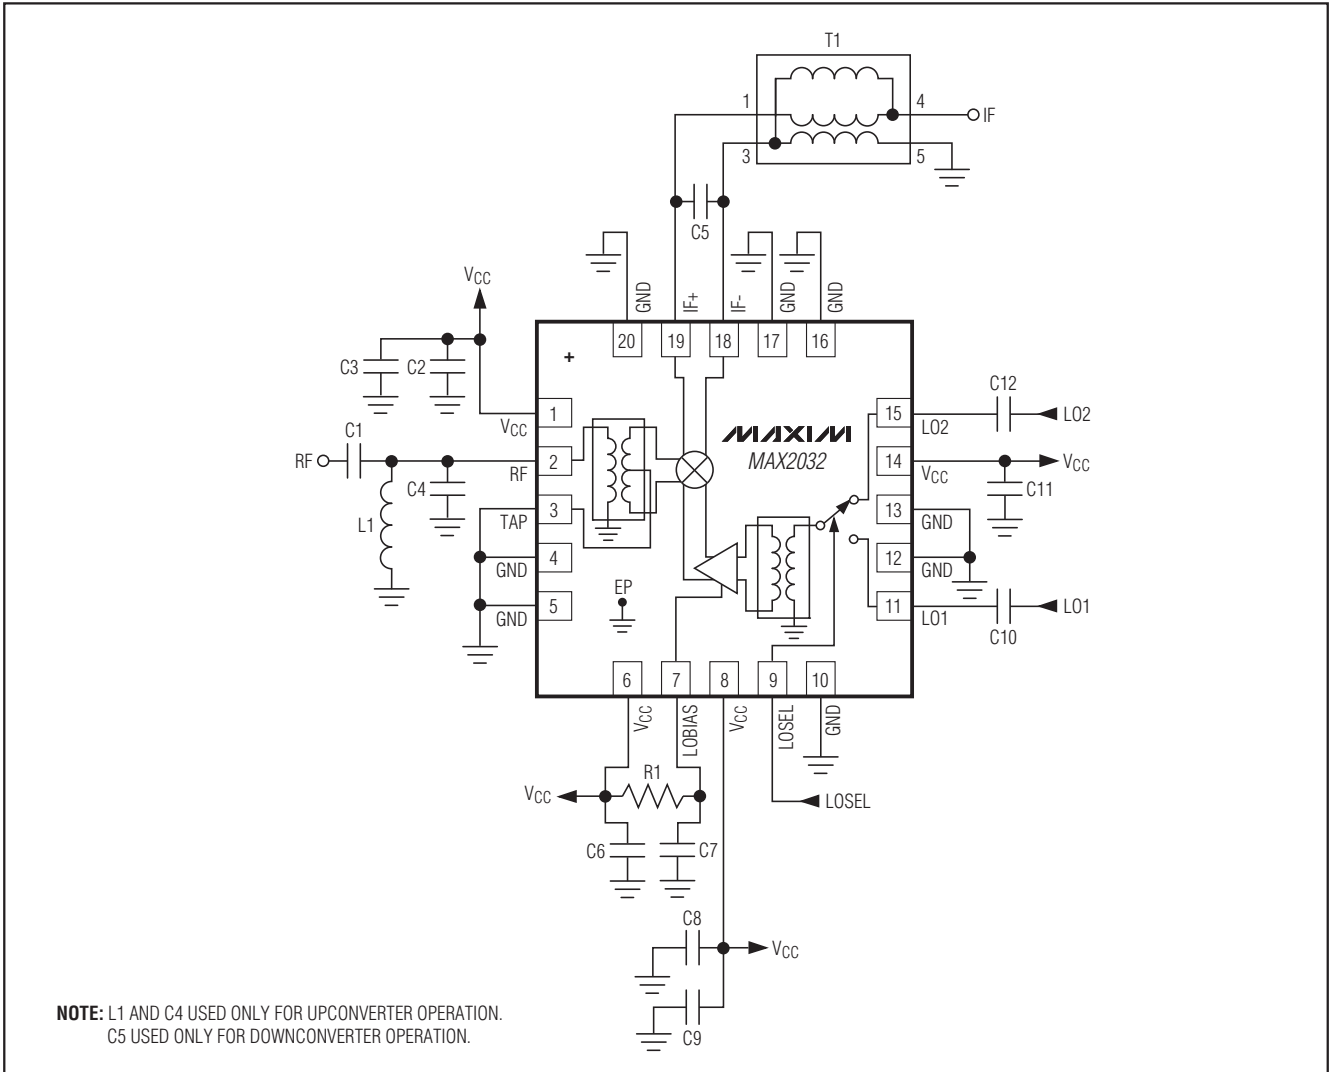 T1
1
4
IF
3
5
C5
GND
IF+
IF-
GND
GND
VCC
20
19
18
17
16
C3
C2
+
C12
1
15
LO2
VCC
LO2
C1
MAXIM
RF
2
MAX2032
14
VCC
RF
VCC
C4
C11
L1
3
13
TAP
GND
4
12
GND
EP
GND
5
11
LO1
GND
LO1
C10
6
7
8
9
10
VCC
LOBIAS
VCC
LOSEL
GND
R1
VCC
LOSEL
C6
C7
C8
VCC
NOTE: L1 AND C4 USED ONLY FOR UPCONVERTER OPERATION.
C5 USED ONLY FOR DOWNCONVERTER OPERATION.
C9